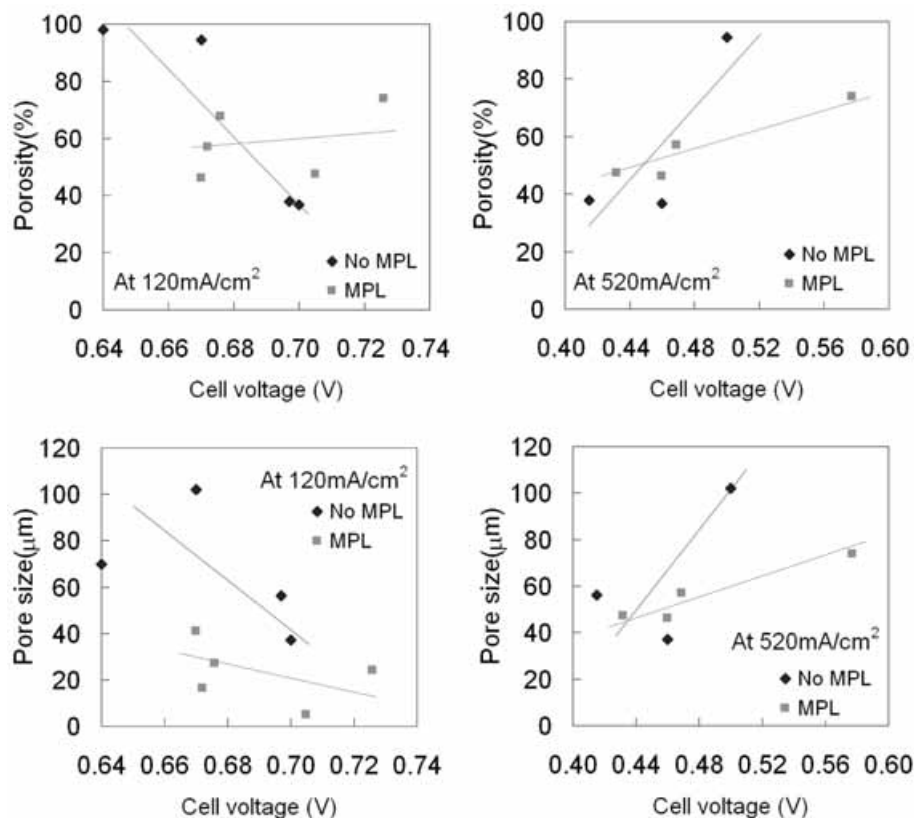 100
80
60
40
20
0
Porosity(%)
No MPL
MPL
At 120mA/cm²
0.64 0.66 0.68 0.70 0.72 0.74
Cell voltage (V)
100
80
60
40
20
0
Porosity(%)
No MPL
MPL
At 520mA/cm²
0.40 0.44 0.48 0.52 0.56 0.60
Cell voltage (V)
120
100
80
60
40
20
0
Pore size(μm)
At 120mA/cm²
No MPL
MPL
0.64 0.66 0.68 0.70 0.72 0.74
Cell voltage (V)
120
100
80
60
40
20
0
Pore size(μm)
At 520mA/cm²
No MPL
MPL
0.40 0.44 0.48 0.52 0.56 0.60
Cell voltage (V)